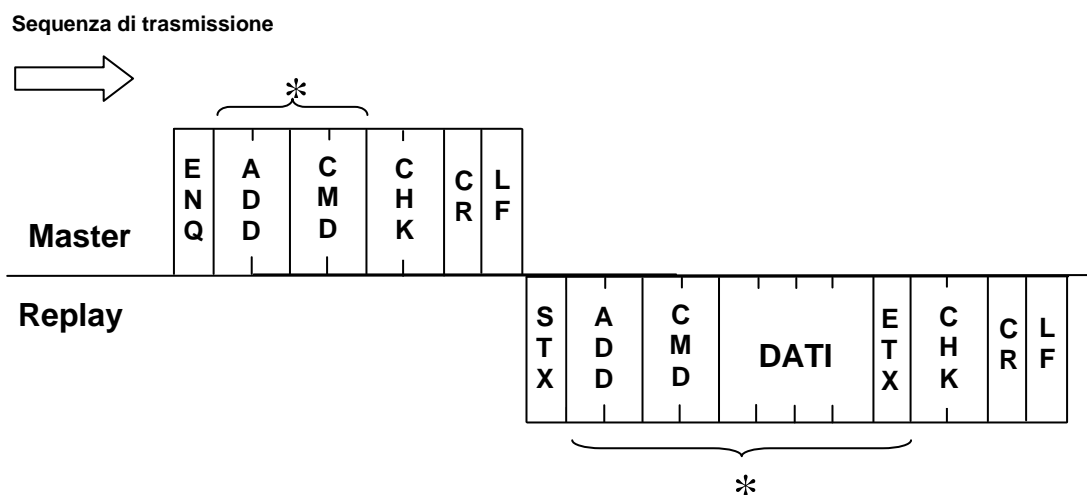 Sequenza di trasmissione
*
ENQ ADD CMD CHK CR LF
Master
Replay
STX ADD CMD DATI ETX CHK CR LF
*